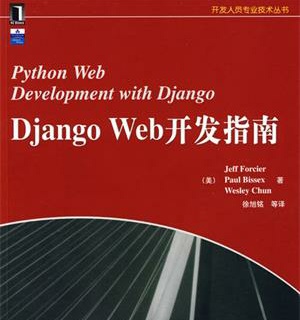 开发人员专业技术丛书
Python Web
Development with Django
Django Web开发指南
Jeff Forcier
（美） Paul Bissex 著
Wesley Chun
徐旭铭 等译